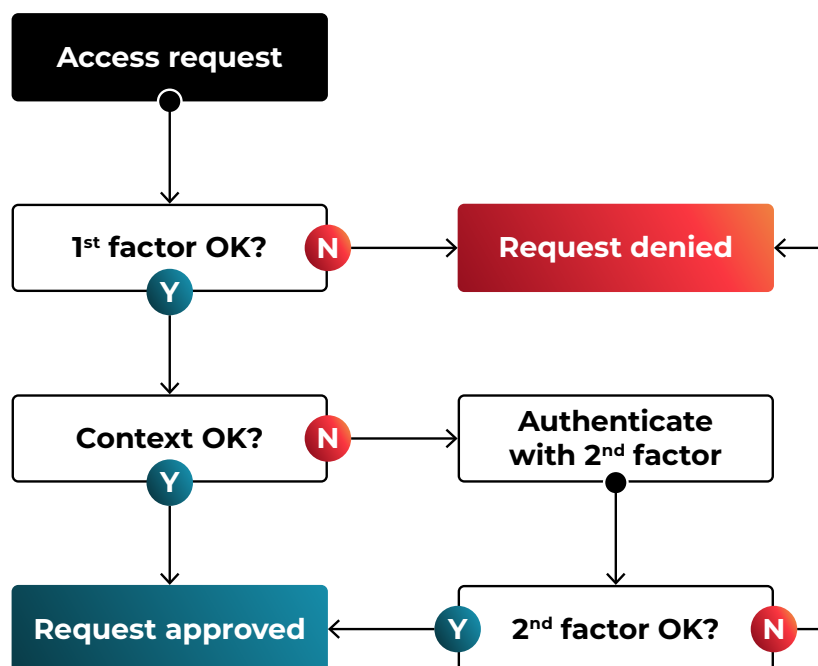 Access request
1st factor OK?
N
Request denied
Y
Context OK?
N
Authenticate
with 2nd factor
Y
Request approved
Y
2nd factor OK?
N